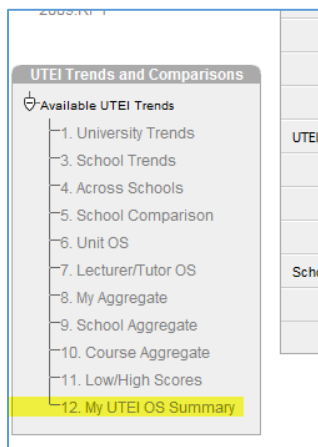 UTEI Trends and Comparisons
Available UTEI Trends
1. University Trends
3. School Trends
4. Across Schools
5. School Comparison
6. Unit OS
7. Lecturer/Tutor OS
8. My Aggregate
9. School Aggregate
10. Course Aggregate
11. Low/High Scores
12. My UTEI OS Summary